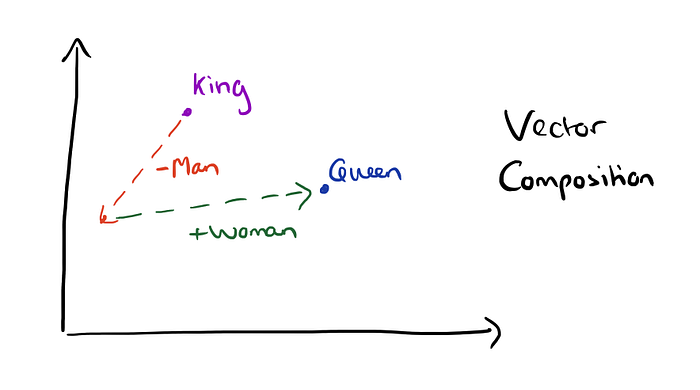 King
-Man
Queen
+Woman
Vector
Composition